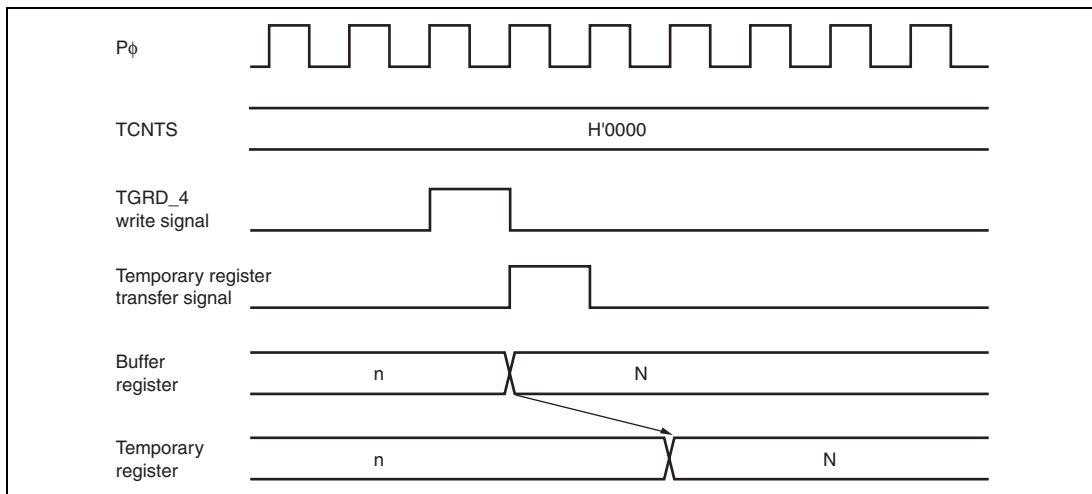 Pφ
TCNTS
H'0000
TGRD_4
write signal
Temporary register
transfer signal
Buffer
register
n
N
Temporary
register
n
N